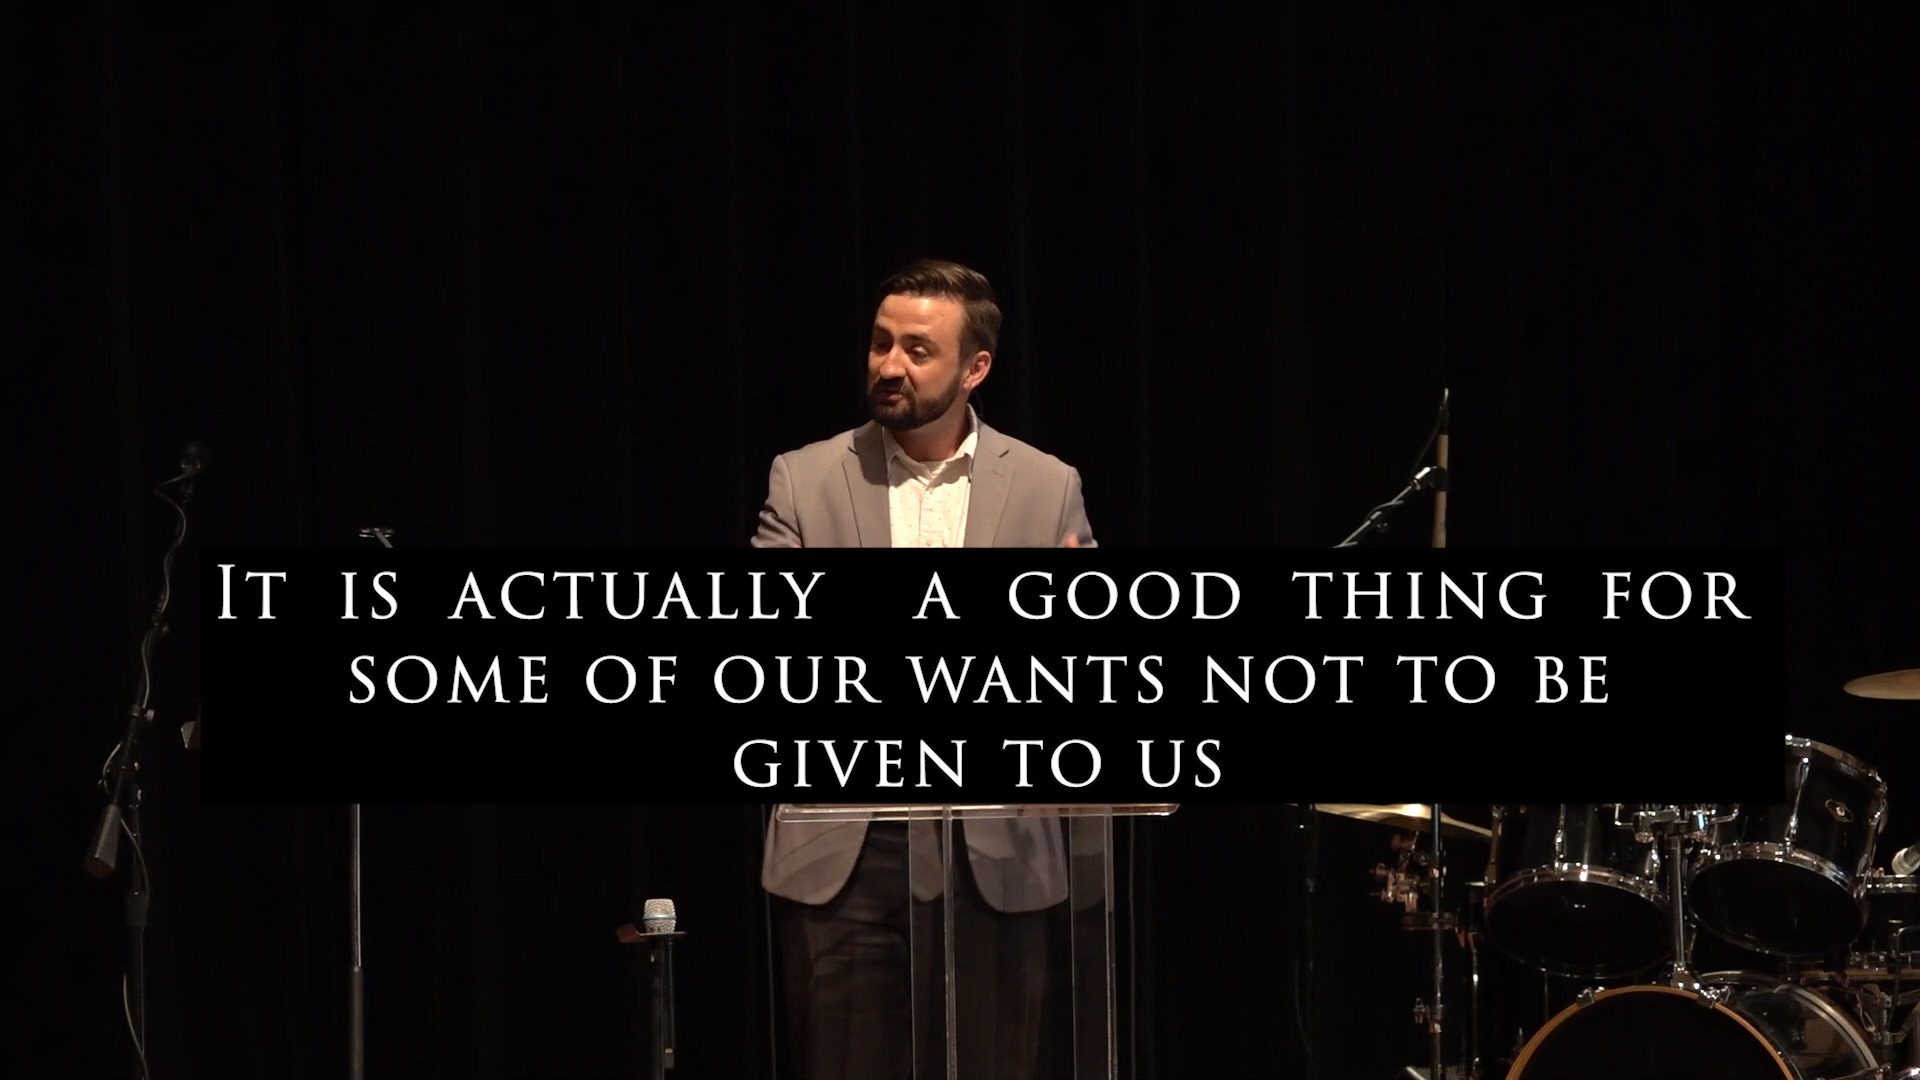 It is actually a good thing for
some of our wants not to be
given to us